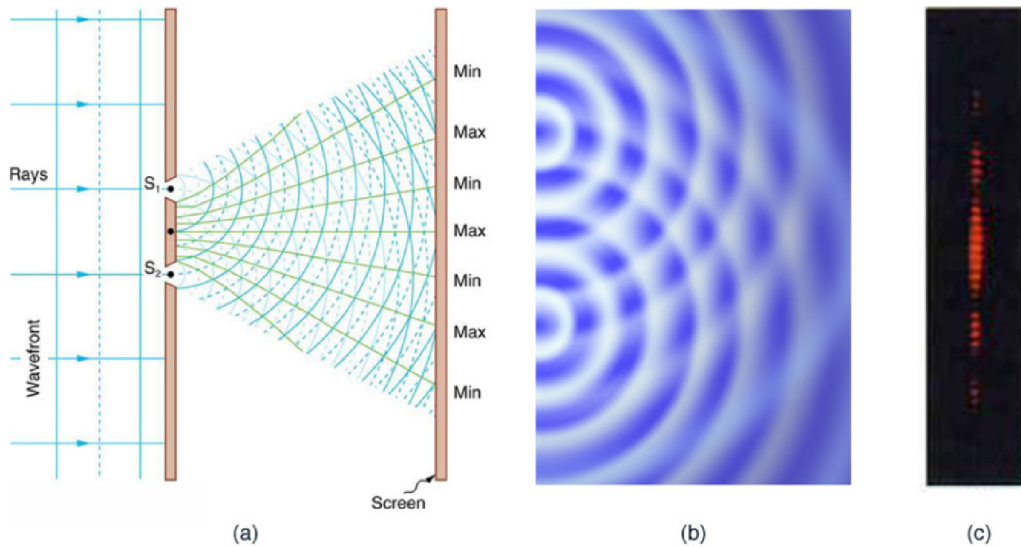 Min
Max
Rays
S1
Min
Max
S2
Min
Wavefront
Max
Min
Screen
(a)
(b)
(c)